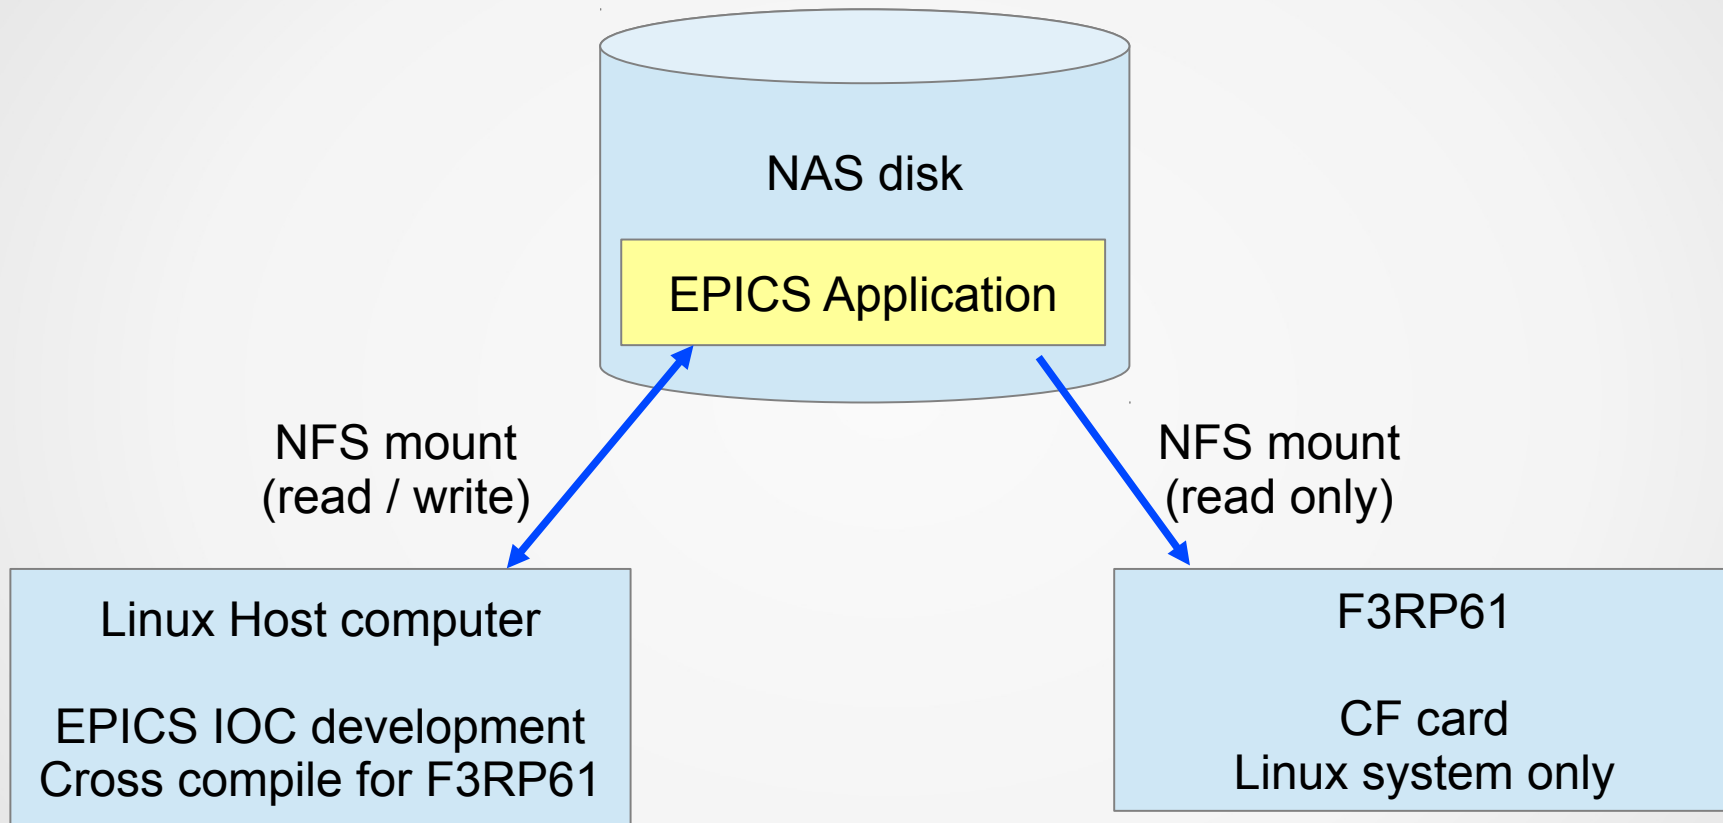 NAS disk
EPICS Application
NFS mount
(read / write)
NFS mount
(read only)
Linux Host computer
EPICS IOC development
Cross compile for F3RP61
F3RP61
CF card
Linux system only